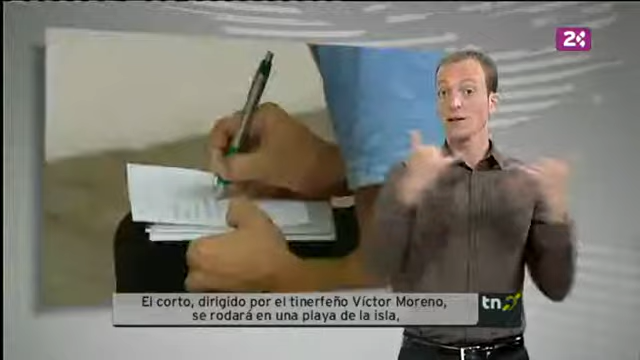 24
El corto, dirigido por el tinerfeño Víctor Moreno,
se rodará en una playa de la isla,
tn